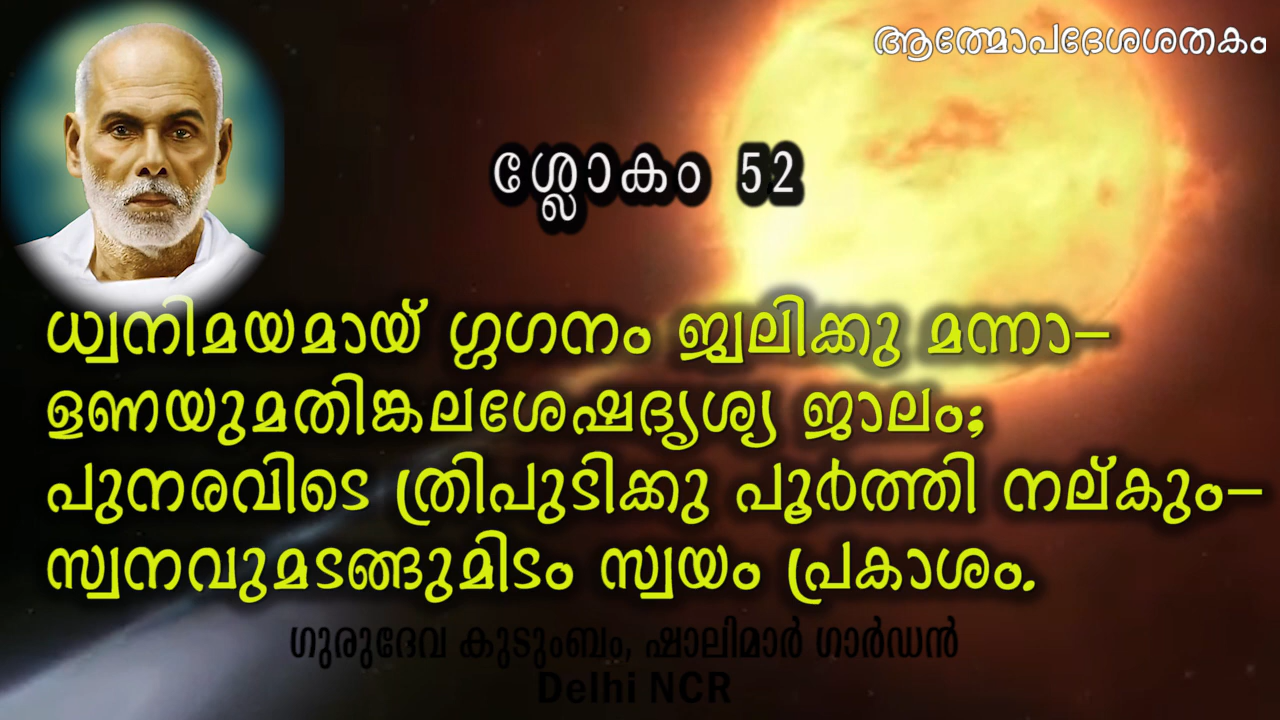 ആത്മോപദേശശതകം
ശ്ലോകം 52
ധ്വനിമയമായ് ഗ്ഗഗനം ജ്വലിക്കു മന്നാ-
ളണയുമതിങ്കലശേഷദൃശ്യ ജാലം;
പുനരവിടെ ത്രിപുടിക്കു പൂർത്തി നല്കും-
സ്വനവുമടങ്ങുമിടം സ്വയം പ്രകാശം.
ഗുരുദേവ കുടുംബം, ഷാലിമാർ ഗാർഡൻ
Delhi NCR